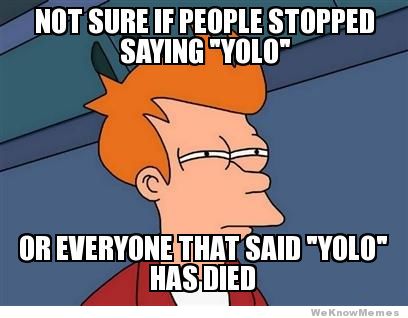 NOT SURE IF PEOPLE STOPPED
SAYING "YOLO"
OR EVERYONE THAT SAID "YOLO"
HAS DIED
WeKnowMemes